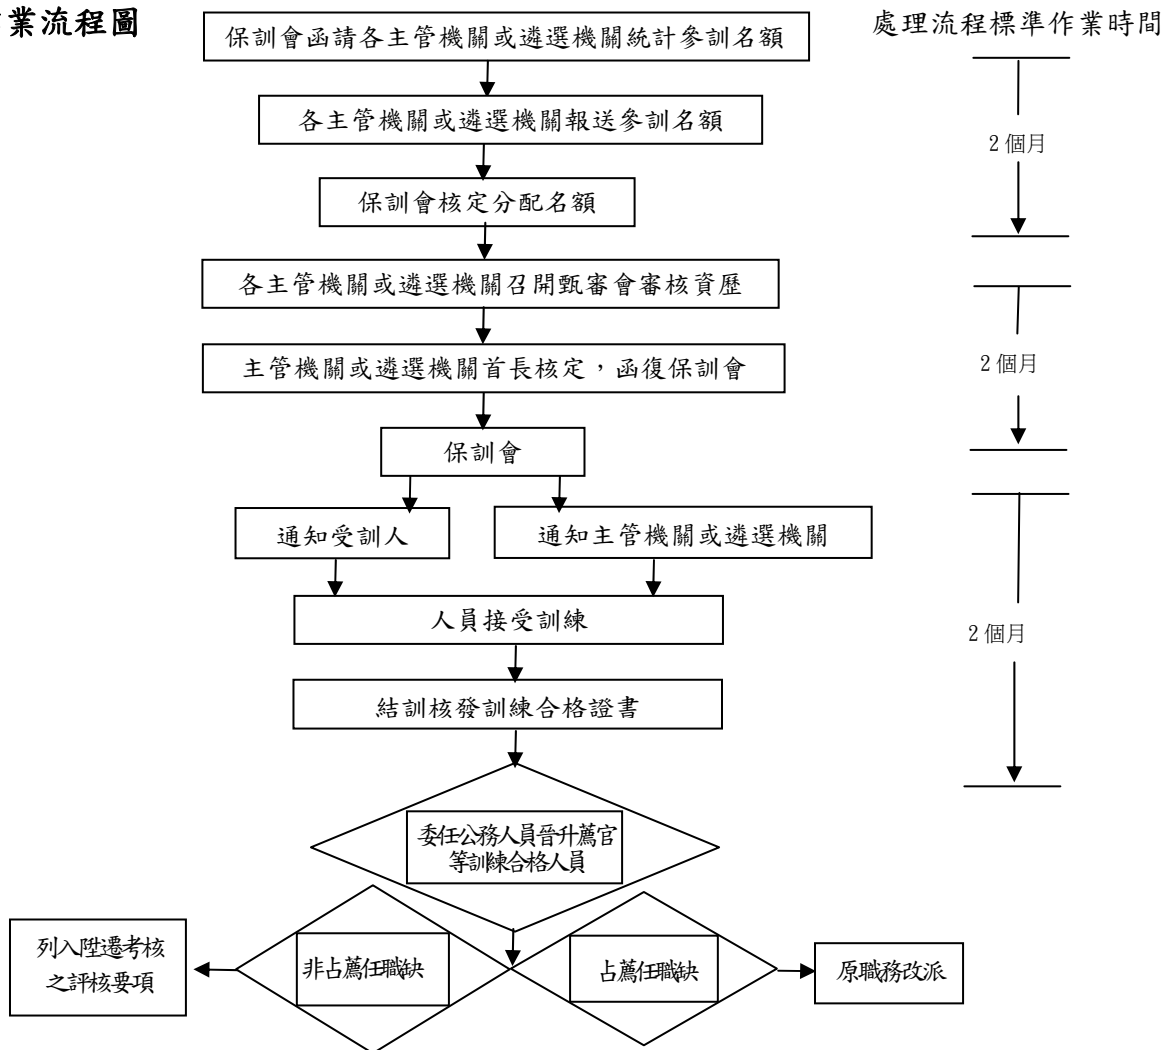 業流程圖
處理流程標準作業時間
保訓會函請各主管機關或遴選機關統計參訓名額
各主管機關或遴選機關報送參訓名額
2 個月
保訓會核定分配名額
各主管機關或遴選機關召開甄審會審核資歷
主管機關或遴選機關首長核定，函復保訓會
2 個月
保訓會
通知受訓人
通知主管機關或遴選機關
人員接受訓練
2 個月
結訓核發訓練合格證書
委任公務人員晉升薦官
等訓練合格人員
列入陞遷考核
之評核要項
非占薦任職缺
占薦任職缺
原職務改派